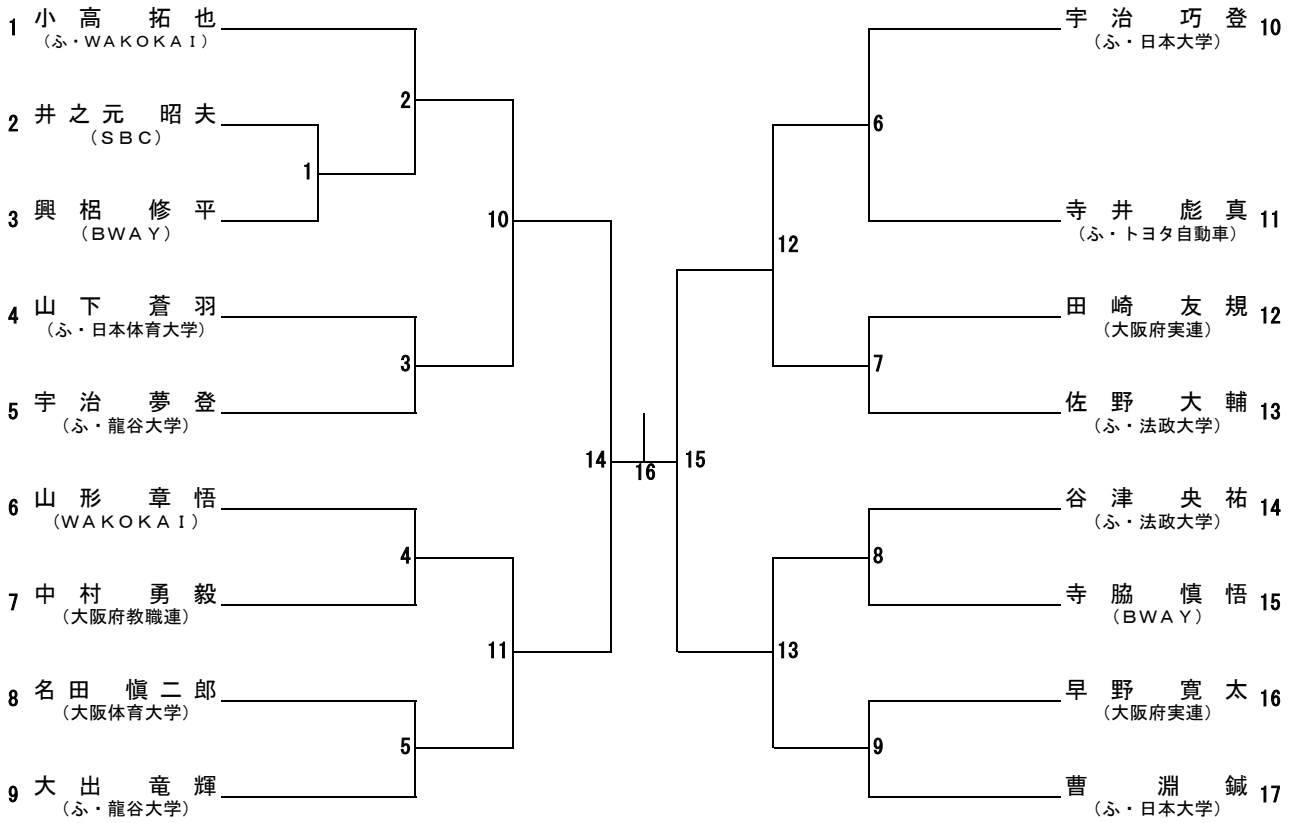 1 小高 拓也
（ふ・ＷＡＫＯＫＡＩ）
2 井之元 昭夫
（ＳＢＣ）
3 興梠 修平
（ＢＷＡＹ）
4 山下 蒼羽
（ふ・日本体育大学）
5 宇治 夢登
（ふ・龍谷大学）
6 山形 章悟
（ＷＡＫＯＫＡＩ）
7 中村 勇毅
（大阪府教職連）
8 名田 愼二郎
（大阪体育大学）
9 大出 竜輝
（ふ・龍谷大学）
1
2
3
4
5
10
11
14
16
15
12
13
6
7
8
9
宇治 巧登 10
（ふ・日本大学）
寺井 彪真 11
（ふ・トヨタ自動車）
田崎 友規 12
（大阪府実連）
佐野 大輔 13
（ふ・法政大学）
谷津 央祐 14
（ふ・法政大学）
寺脇 慎悟 15
（ＢＷＡＹ）
早野 寛太 16
（大阪府実連）
曹 淵鍼 17
（ふ・日本大学）